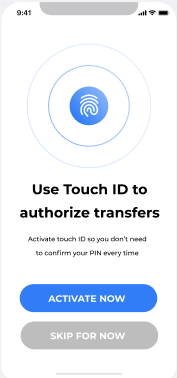 9:41
Use Touch ID to
authorize transfers
Activate touch ID so you don't need
to confirm your PIN every time
ACTIVATE NOW
SKIP FOR NOW